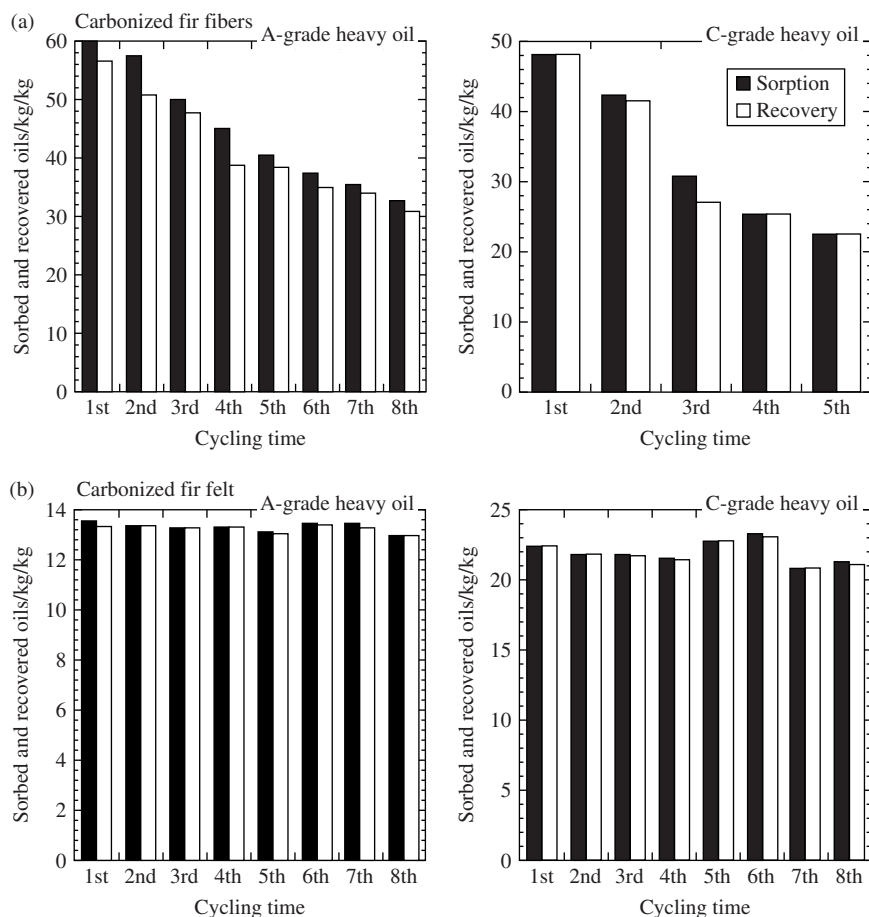 (a) Carbonized fir fibers
A-grade heavy oil
60
50
40
30
60
20
0
Sorbed and recovered oils/kg/kg
1st 2nd 3rd 4th 5th 6th 7th 8th
Cycling time
C-grade heavy oil
50
40
30
20
10
0
Sorbed and recovered oils/kg/kg
Sorption
Recovery
1st 2nd 3rd 4th 5th
Cycling time
(b) Carbonized fir felt
A-grade heavy oil
14
12
13
8
6
4
2
0
Sorbed and recovered oils/kg/kg
1st 2nd 3rd 4th 5th 6th 7th 8th
Cycling time
C-grade heavy oil
25
22
20
15
12
10
5
0
Sorbed and recovered oils/kg/kg
1st 2nd 3rd 4th 5th 6th 7th 8th
Cycling time